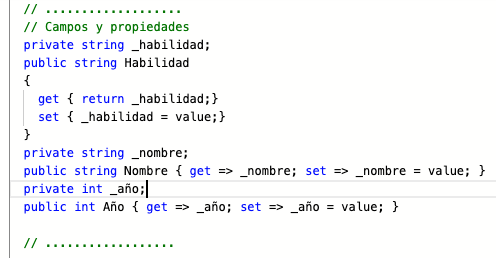 // ...................
// Campos y propiedades
private string _habilidad;
public string Habilidad
{
get { return _habilidad;}
set { _habilidad = value;}
}
private string _nombre;
public string Nombre { get => _nombre; set => _nombre = value; }
private int _año;
public int Año { get => _año; set => _año = value; }
// ..................